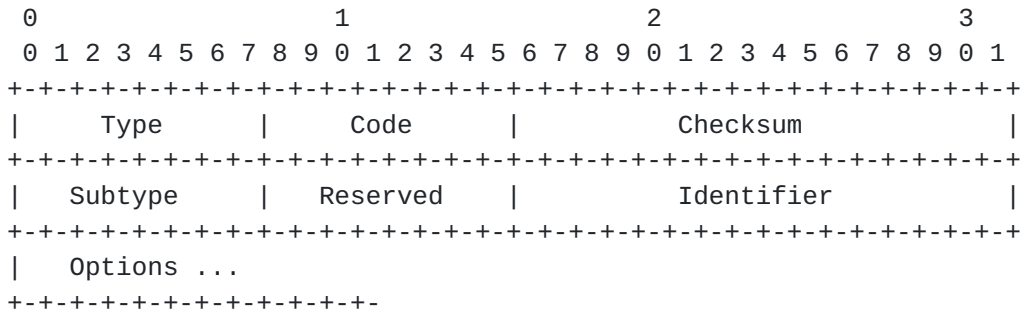 0                   1                   2                   3
 0 1 2 3 4 5 6 7 8 9 0 1 2 3 4 5 6 7 8 9 0 1 2 3 4 5 6 7 8 9 0 1
+-+-+-+-+-+-+-+-+-+-+-+-+-+-+-+-+-+-+-+-+-+-+-+-+-+-+-+-+-+-+-+-+
|     Type      |     Code      |          Checksum             |
+-+-+-+-+-+-+-+-+-+-+-+-+-+-+-+-+-+-+-+-+-+-+-+-+-+-+-+-+-+-+-+-+
|   Subtype     |   Reserved    |          Identifier           |
+-+-+-+-+-+-+-+-+-+-+-+-+-+-+-+-+-+-+-+-+-+-+-+-+-+-+-+-+-+-+-+-+
|   Options ...
+-+-+-+-+-+-+-+-+-+-+-+-